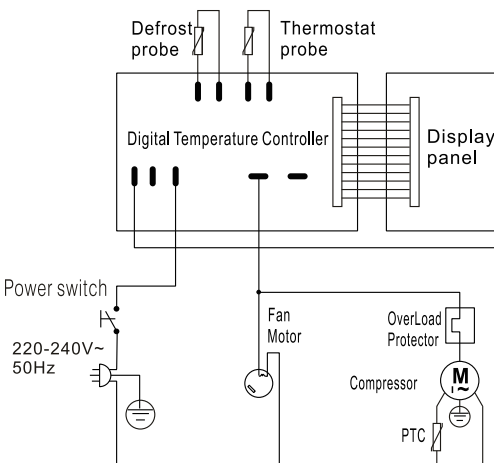 Defrost
probe
Thermostat
probe
Digital Temperature Controller
Display
panel
Power switch
220-240V~
50Hz
Fan
Motor
OverLoad
Protector
Compressor
M
~
PTC